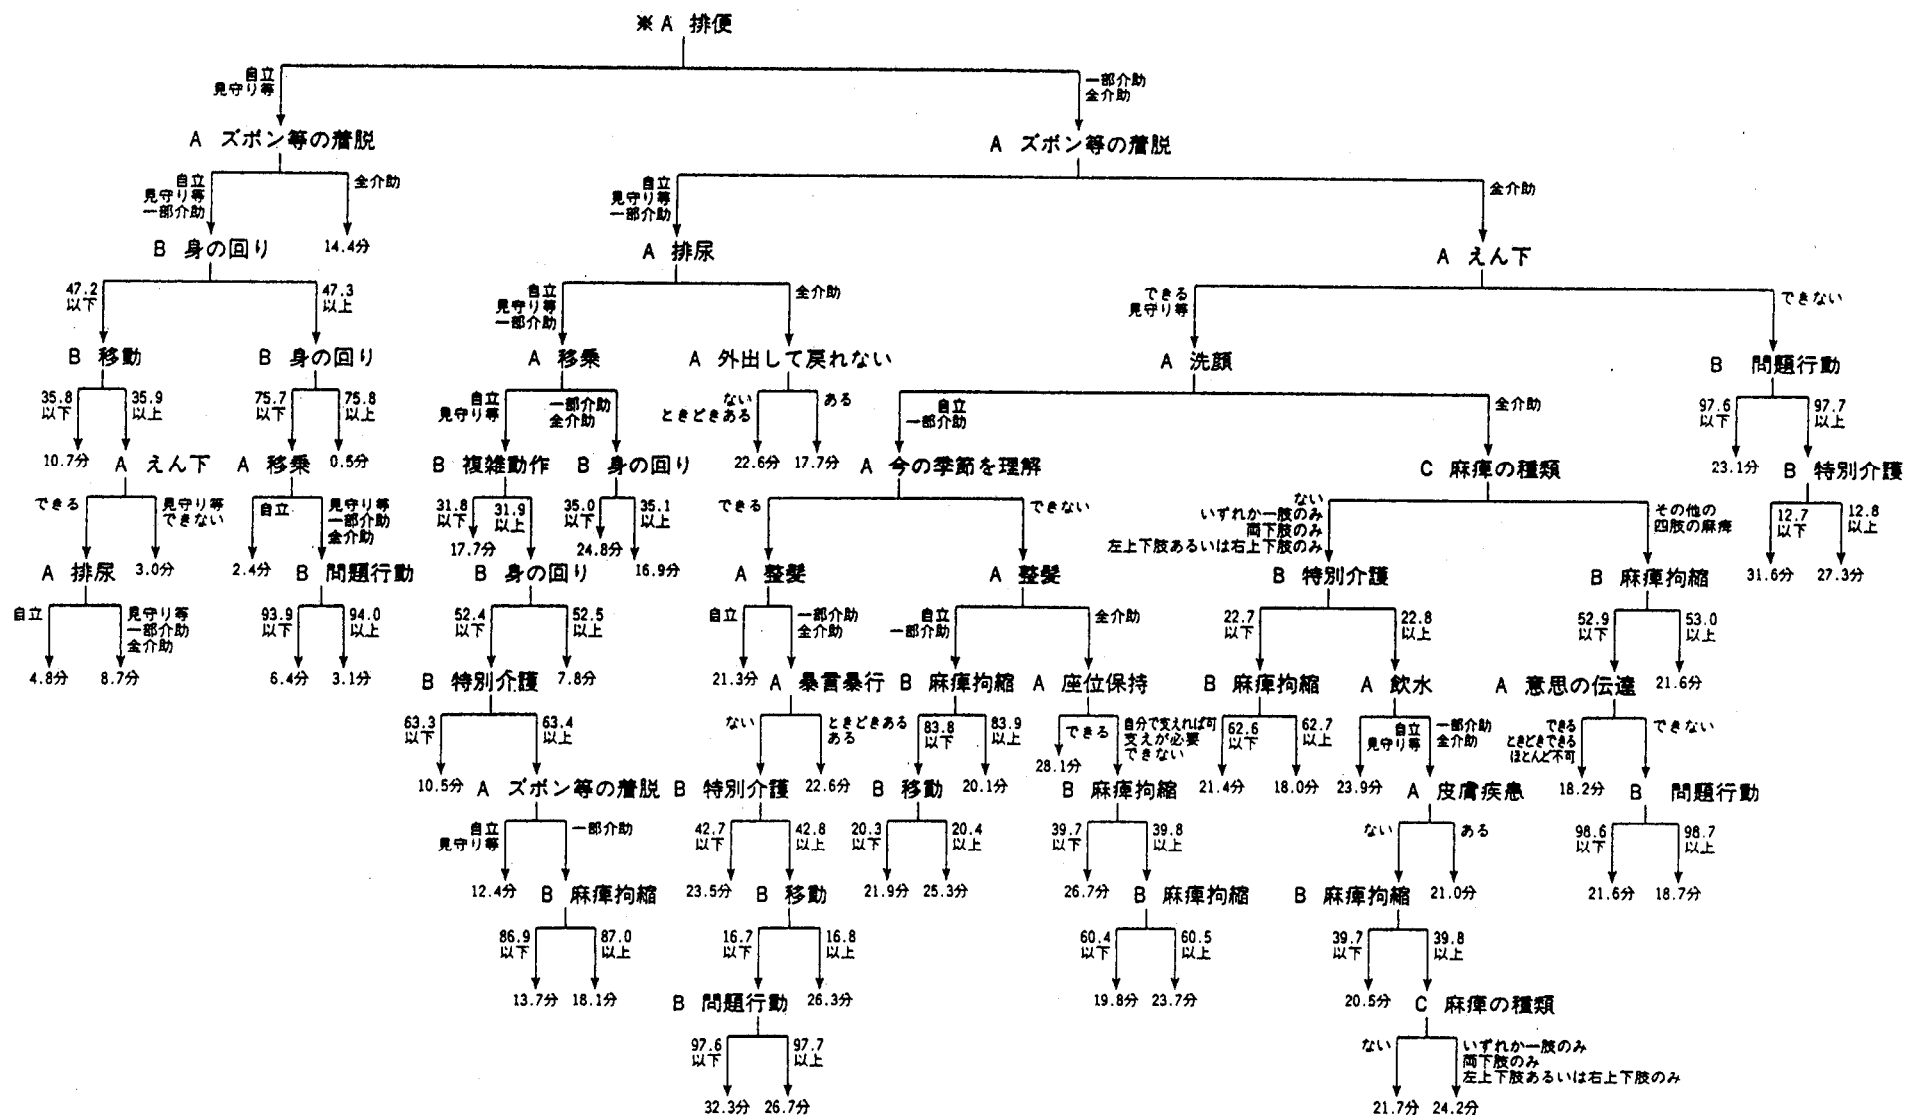 ※A 排便
自立
見守り等
一部介助
全介助
A ズボン等の着脱
A ズボン等の着脱
自立
見守り等
一部介助
全介助
自立
見守り等
一部介助
全介助
B 身の回り
14.4分
A 排尿
A えん下
47.2
以下
47.3
以上
自立
見守り等
一部介助
全介助
できる
見守り等
できない
B 移動
B 身の回り
A 移乗
A 外出して戻れない
A 洗顔
B 問題行動
35.8
以下
35.9
以上
75.7
以下
75.8
以上
自立
見守り等
一部介助
全介助
ない
ときどきある
ある
自立
一部介助
全介助
97.6
以下
97.7
以上
10.7分
A えん下
A 移乗
0.5分
B 複雑動作
B 身の回り
22.6分
17.7分
A 今の季節を理解
C 麻痺の種類
23.1分
B 特別介護
できる
見守り等
できない
自立
見守り等
一部介助
全介助
31.8
以下
31.9
以上
35.0
以下
35.1
以上
できる
できない
ない
いずれか一肢のみ
両下肢のみ
左上下肢あるいは右上下肢のみ
その他の
四肢の麻痺
12.7
以下
12.8
以上
17.7分
24.8分
A 排尿
3.0分
2.4分
B 問題行動
B 身の回り
16.9分
A 整髪
A 整髪
B 特別介護
B 麻痺拘縮
31.6分
27.3分
自立
見守り等
一部介助
全介助
93.9
以下
94.0
以上
52.4
以下
52.5
以上
自立
一部介助
全介助
自立
一部介助
全介助
22.7
以下
22.8
以上
52.9
以下
53.0
以上
4.8分
8.7分
6.4分
3.1分
B 特別介護
7.8分
21.3分
A 暴言暴行
B 麻痺拘縮
A 座位保持
B 麻痺拘縮
A 飲水
A 意思の伝達
21.6分
63.3
以下
63.4
以上
ない
ときどきある
ある
83.8
以下
83.9
以上
できる
自分で支えれば可
支えが必要
できない
62.6
以下
62.7
以上
自立
見守り等
一部介助
全介助
できる
ときどきできる
ほとんど不可
できない
28.1分
10.5分
A ズボン等の着脱
B 特別介護
22.6分
B 移動
20.1分
B 麻痺拘縮
21.4分
18.0分
23.9分
A 皮膚疾患
18.2分
B 問題行動
自立
見守り等
一部介助
42.7
以下
42.8
以上
20.3
以下
20.4
以上
39.7
以下
39.8
以上
ない
ある
98.6
以下
98.7
以上
12.4分
B 麻痺拘縮
23.5分
B 移動
21.9分
25.3分
26.7分
B 麻痺拘縮
B 麻痺拘縮
21.0分
21.6分
18.7分
86.9
以下
87.0
以上
16.7
以下
16.8
以上
60.4
以下
60.5
以上
39.7
以下
39.8
以上
13.7分
18.1分
B 問題行動
26.3分
19.8分
23.7分
20.5分
C 麻痺の種類
97.6
以下
97.7
以上
ない
いずれか一肢のみ
両下肢のみ
左上下肢あるいは右上下肢のみ
32.3分
26.7分
21.7分
24.2分